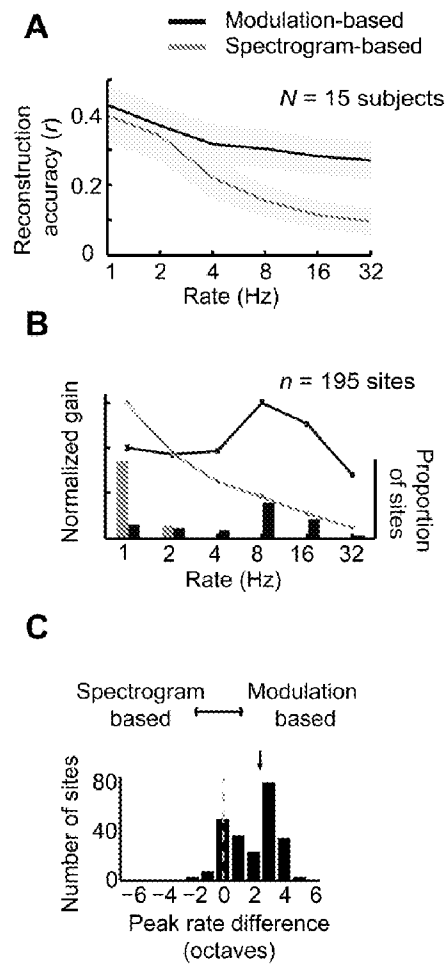 A
Modulation-based
Spectrogram-based
N = 15 subjects
Reconstruction
accuracy (r)
0.4
0.2
0
1 2 4 8 16 32
Rate (Hz)
B
n = 195 sites
Normalized gain
Proportion
of sites
1 2 4 8 16 32
Rate (Hz)
C
Spectrogram
based
Modulation
based
Number of sites
80
40
0
−6 −4 −2 0 2 4 6
Peak rate difference
(octaves)